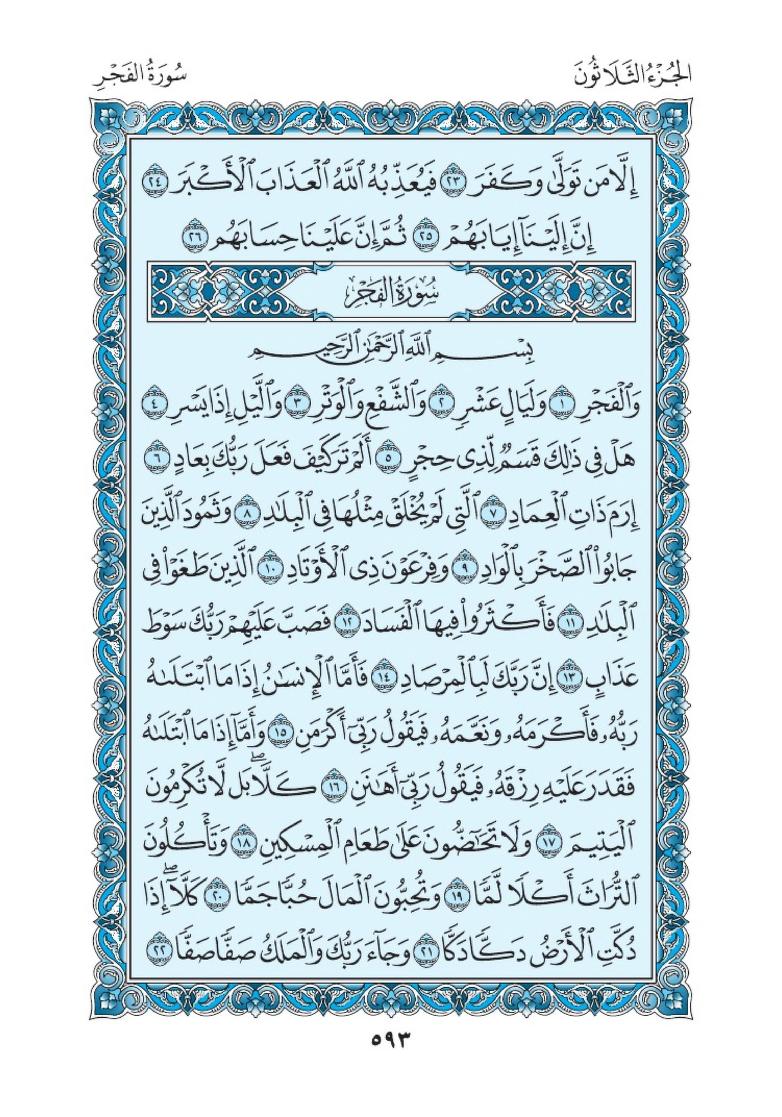 الجُزْءُ الثَّلَاثُونَ
سُورَةُ الفَجْرِ
إِلَّا مَن تَوَلَّىٰ وَكَفَرَ ٢٣ فَيُعَذِّبُهُ ٱللَّهُ ٱلْعَذَابَ ٱلْأَكْبَرَ ٢٤
إِنَّ إِلَيْنَآ إِيَابَهُمْ ٢٥ ثُمَّ إِنَّ عَلَيْنَا حِسَابَهُم ٢٦
سُورَةُ الفَجْرِ
بِسْمِ ٱللَّهِ ٱلرَّحْمَٰنِ ٱلرَّحِيمِ
وَٱلْفَجْرِ ١ وَلَيَالٍ عَشْرٍ ٢ وَٱلشَّفْعِ وَٱلْوَتْرِ ٣ وَٱلَّيْلِ إِذَا يَسْرِ ٤
هَلْ فِي ذَٰلِكَ قَسَمٌ لِّذِي حِجْرٍ ٥ أَلَمْ تَرَ كَيْفَ فَعَلَ رَبُّكَ بِعَادٍ ٦
إِرَمَ ذَاتِ ٱلْعِمَادِ ٧ ٱلَّتِي لَمْ يُخْلَقْ مِثْلُهَا فِي ٱلْبِلَٰدِ ٨ وَثَمُودَ ٱلَّذِينَ
جَابُوا۟ ٱلصَّخْرَ بِٱلْوَادِ ٩ وَفِرْعَوْنَ ذِي ٱلْأَوْتَادِ ١٠ ٱلَّذِينَ طَغَوْا۟ فِي
ٱلْبِلَٰدِ ١١ فَأَكْثَرُوا۟ فِيهَا ٱلْفَسَادَ ١٢ فَصَبَّ عَلَيْهِمْ رَبُّكَ سَوْطَ
عَذَابٍ ١٣ إِنَّ رَبَّكَ لَبِٱلْمِرْصَادِ ١٤ فَأَمَّا ٱلْإِنسَٰنُ إِذَا مَا ٱبْتَلَىٰهُ
رَبُّهُۥ فَأَكْرَمَهُۥ وَنَعَّمَهُۥ فَيَقُولُ رَبِّيٓ أَكْرَمَنِ ١٥ وَأَمَّآ إِذَا مَا ٱبْتَلَىٰهُ
فَقَدَرَ عَلَيْهِ رِزْقَهُۥ فَيَقُولُ رَبِّيٓ أَهَٰنَنِ ١٦ كَلَّاۖ بَل لَّا تُكْرِمُونَ
ٱلْيَتِيمَ ١٧ وَلَا تَحَٰٓضُّونَ عَلَىٰ طَعَامِ ٱلْمِسْكِينِ ١٨ وَتَأْكُلُونَ
ٱلتُّرَاثَ أَكْلًا لَّمًّا ١٩ وَتُحِبُّونَ ٱلْمَالَ حُبًّا جَمًّا ٢٠ كَلَّآۖ إِذَا
دُكَّتِ ٱلْأَرْضُ دَكًّا دَكًّا ٢١ وَجَآءَ رَبُّكَ وَٱلْمَلَكُ صَفًّا صَفًّا ٢٢
٥٩٣